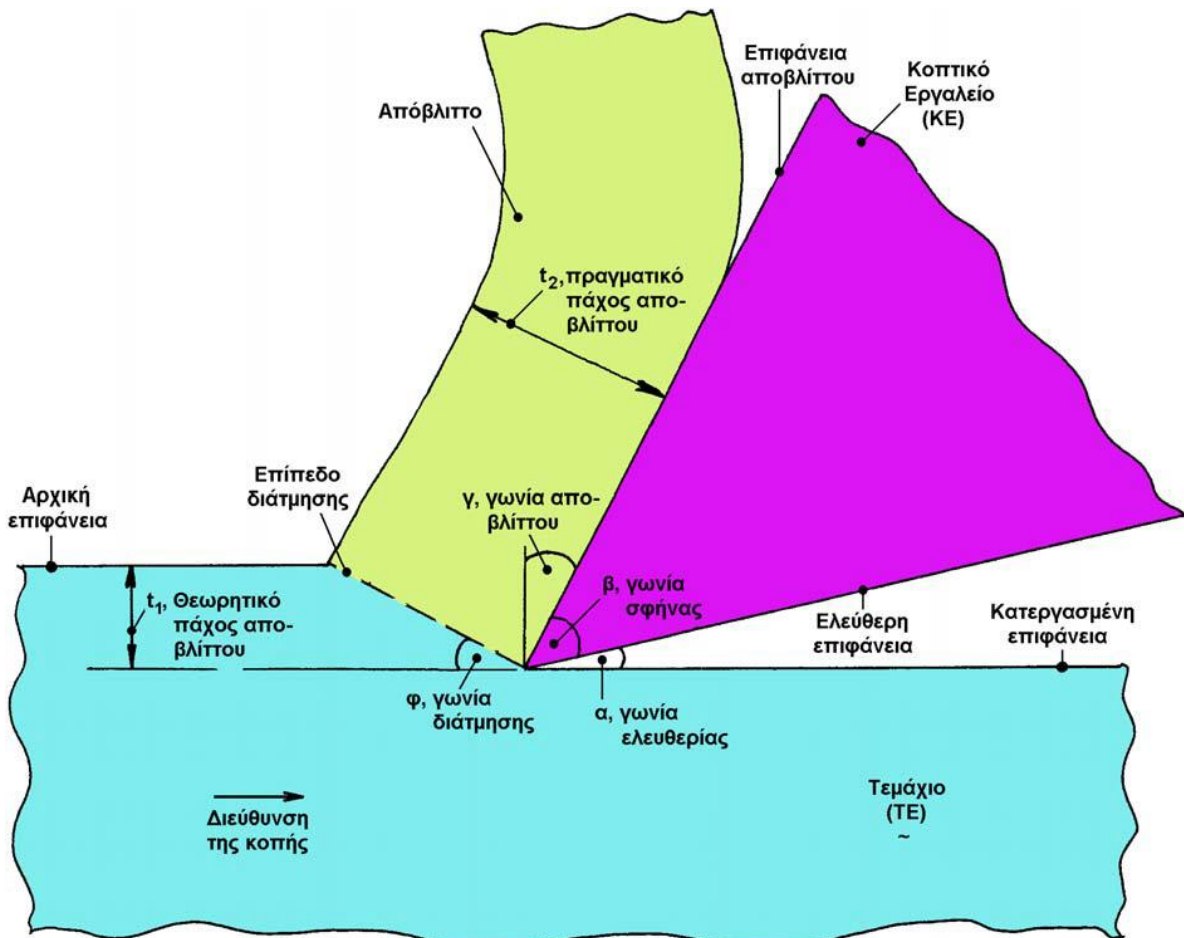 Επιφάνεια
αποβλίττου
Κοπτικό
Εργαλείο
(ΚΕ)
Απόβλιττο
t2, πραγματικό
πάχος απο-
βλίττου
Επίπεδο
διάτμησης
Αρχική
επιφάνεια
γ, γωνία απο-
βλίττου
t1, Θεωρητικό
πάχος απο-
βλίττου
β, γωνία
σφήνας
Ελεύθερη
επιφάνεια
Κατεργασμένη
επιφάνεια
φ, γωνία
διάτμησης
α, γωνία
ελευθερίας
Διεύθυνση
της κοπής
Τεμάχιο
(ΤΕ)
~